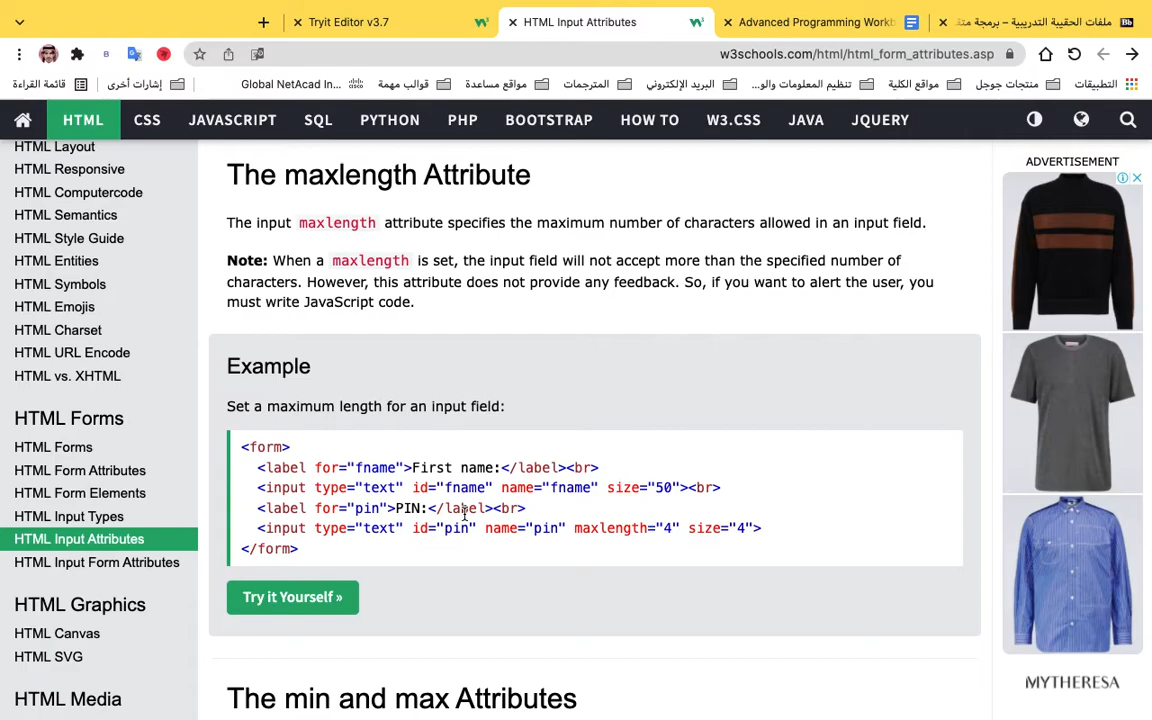 Tryit Editor v3.7
HTML Input Attributes
Advanced Programming Workb
ملفات الحقيبة التدريبية – برمجة متق
Bb
w3schools.com/html/html_form_attributes.asp
قائمة القراءة
إشارات أخرى
Global NetAcad In...
قوالب مهمة
مواقع مساعدة
المترجمات
البريد الإلكتروني
تنظيم المعلومات والو...
مواقع الكلية
منتجات جوجل
التطبيقات
HTML CSS JAVASCRIPT SQL PYTHON PHP BOOTSTRAP HOW TO W3.CSS JAVA JQUERY
HTML Layout
HTML Responsive
HTML Computercode
HTML Semantics
HTML Style Guide
HTML Entities
HTML Symbols
HTML Emojis
HTML Charset
HTML URL Encode
HTML vs. XHTML
HTML Forms
HTML Forms
HTML Form Attributes
HTML Form Elements
HTML Input Types
HTML Input Attributes
HTML Input Form Attributes
HTML Graphics
HTML Canvas
HTML SVG
HTML Media
The maxlength Attribute
The input maxlength attribute specifies the maximum number of characters allowed in an input field.
Note: When a maxlength is set, the input field will not accept more than the specified number of
characters. However, this attribute does not provide any feedback. So, if you want to alert the user, you
must write JavaScript code.
Example
Set a maximum length for an input field:
<form>
<label for="fname">First name:</label><br>
<input type="text" id="fname" name="fname" size="50"><br>
<label for="pin">PIN:</label><br>
<input type="text" id="pin" name="pin" maxlength="4" size="4">
</form>
Try it Yourself »
The min and max Attributes
ADVERTISEMENT
MYTHERESA